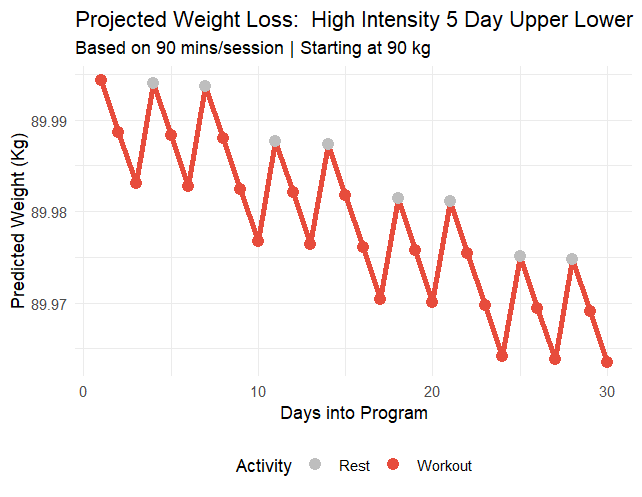 Projected Weight Loss: High Intensity 5 Day Upper Lower
Based on 90 mins/session | Starting at 90 kg
Predicted Weight (Kg)
89.99
89.98
89.97
0 10 20 30
Days into Program
Activity Rest Workout